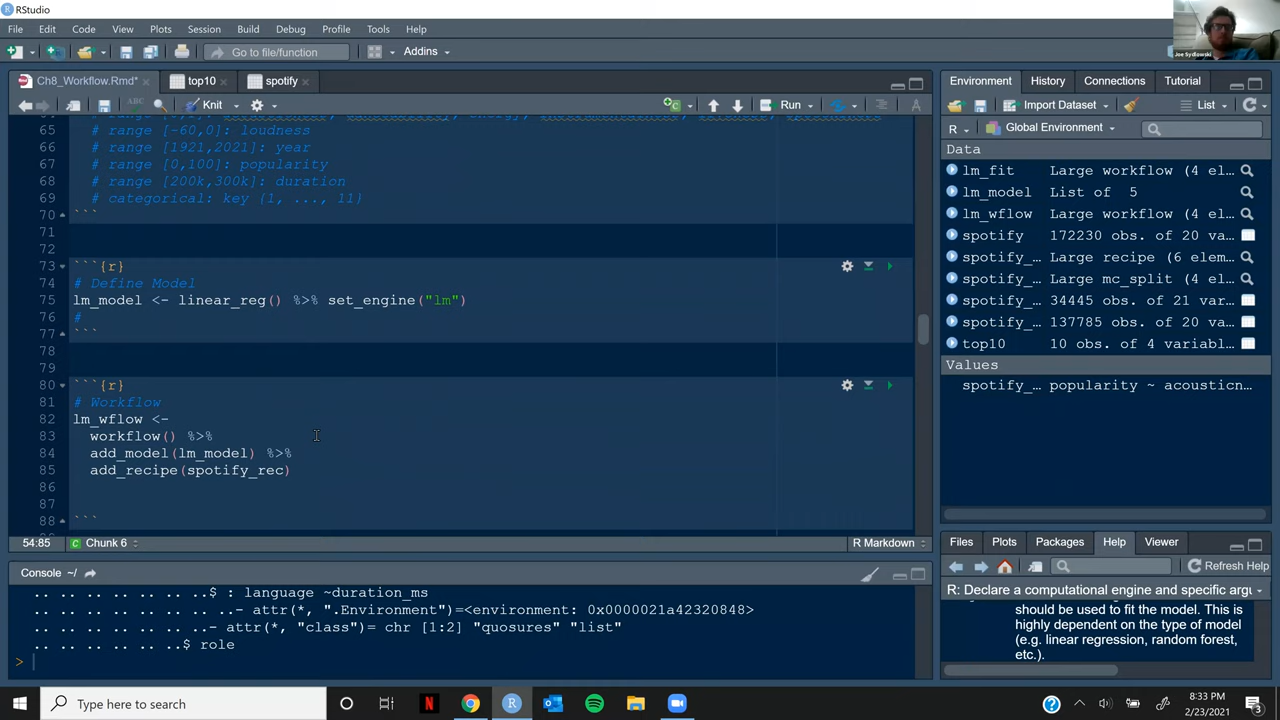 RStudio
File Edit Code View Plots Session Build Debug Profile Tools Help
Go to file/function Addins
Joe Sydlowski
Ch8_Workflow.Rmd* top10 spotify
Knit Run
65 # range [-60,0]: loudness
66 # range [1921,2021]: year
67 # range [0,100]: popularity
68 # range [200k,300k]: duration
69 # categorical: key {1, ..., 11}
70 ```
71
72
73 ```{r}
74 # Define Model
75 lm_model <- linear_reg() %>% set_engine("lm")
76 #
77 ```
78
79
80 ```{r}
81 # Workflow
82 lm_wflow <-
83 workflow() %>%
84 add_model(lm_model) %>%
85 add_recipe(spotify_rec)
86
87
88 ```
54:85 Chunk 6 R Markdown
Console ~/
.. .. .. .. .. ..$ : language ~duration_ms
.. .. .. .. .. ..- attr(*, ".Environment")=<environment: 0x0000021a42320848>
.. .. .. .. ..- attr(*, "class")= chr [1:2] "quosures" "list"
.. .. .. .. ..$ role
>
Environment History Connections Tutorial
Import Dataset List
R Global Environment
Data
lm_fit Large workflow (4 el…
lm_model List of 5
lm_wflow Large workflow (4 el…
spotify 172230 obs. of 20 va…
spotify_… Large recipe (6 elem…
spotify_… Large mc_split (4 el…
spotify_… 34445 obs. of 21 var…
spotify_… 137785 obs. of 20 va…
top10 10 obs. of 4 variabl…
Values
spotify_… popularity ~ acousticn…
Files Plots Packages Help Viewer
Refresh Help
R: Declare a computational engine and specific argu
should be used to fit the model. This is
highly dependent on the type of model
(e.g. linear regression, random forest,
etc.).
Type here to search
8:33 PM
2/23/2021
3